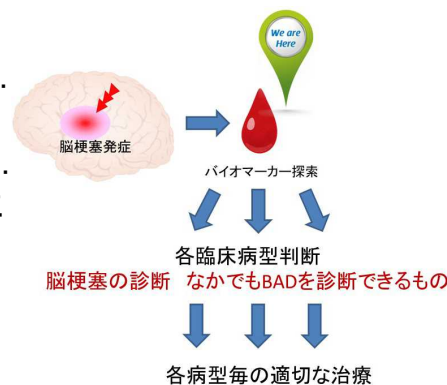 We are
Here
脳梗塞発症
バイオマーカー探素
各臨床病型判断
脳梗塞の診断 なかでもBADを診断できるもの
各病型毎の適切な治療